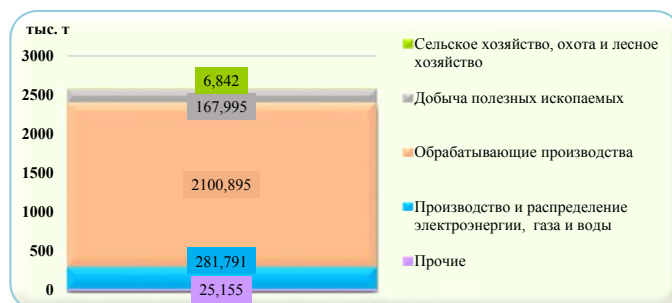 тыс. т
3000
2500
2000
1500
1000
500
0
6,842
167,995
2100,895
281,791
25,155
Сельское хозяйство, охота и лесное
хозяйство
Добыча полезных ископаемых
Обрабатывающие производства
Производство и распределение
электроэнергии, газа и воды
Прочие